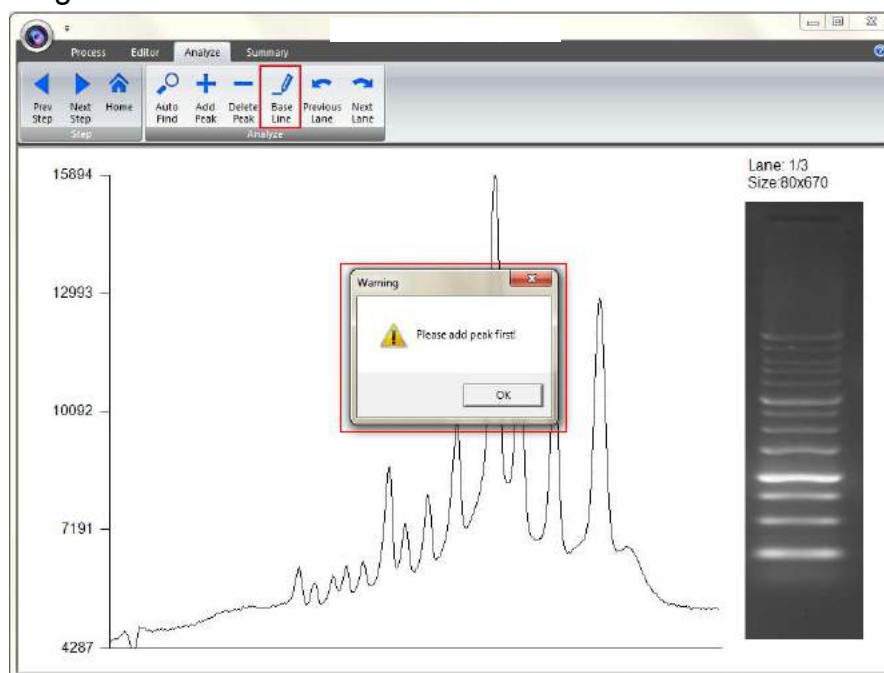 Process Editor Analyze Summary
Prev Step
Next Step
Home
Auto Find
Add Peak
Delete Peak
Base Line
Previous Lane
Next Lane
Step
Analyze
15894
12993
10092
7191
4287
Warning
Please add peak first!
OK
Lane: 1/3
Size:80x670